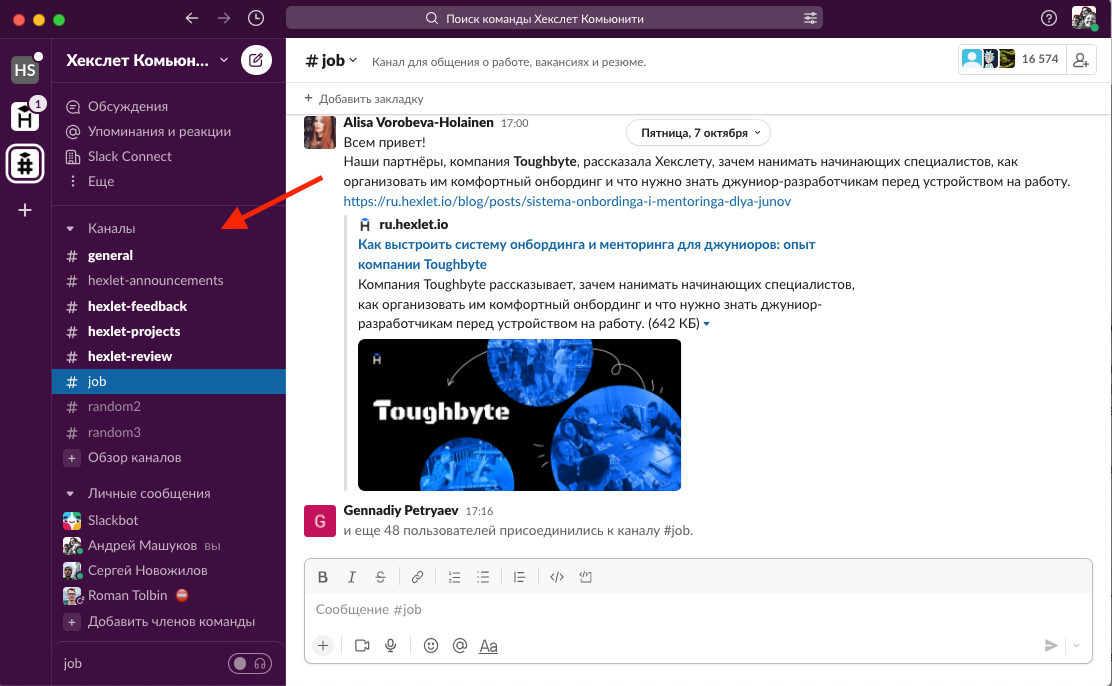 Поиск команды Хекслет Комьюнити
HS
1
Хекслет Комьюн...
Обсуждения
Упоминания и реакции
Slack Connect
Еще
Каналы
# general
# hexlet-announcements
# hexlet-feedback
# hexlet-projects
# hexlet-review
# job
# random2
# random3
+ Обзор каналов
Личные сообщения
Slackbot
Андрей Машуков вы
Сергей Новожилов
Roman Tolbin
+ Добавить членов команды
job
# job
Канал для общения о работе, вакансиях и резюме.
16 574
+ Добавить закладку
Пятница, 7 октября
Alisa Vorobeva-Holainen 17:00
Всем привет!
Наши партнёры, компания Toughbyte, рассказала Хекслету, зачем нанимать начинающих специалистов, как
организовать им комфортный онбординг и что нужно знать джуниор-разработчикам перед устройством на работу.
https://ru.hexlet.io/blog/posts/sistema-onbordinga-i-mentoringa-dlya-junov
ru.hexlet.io
Как выстроить систему онбординга и менторинга для джуниоров: опыт
компании Toughbyte
Компания Toughbyte рассказывает, зачем нанимать начинающих специалистов,
как организовать им комфортный онбординг и что нужно знать джуниор-
разработчикам перед устройством на работу. (642 КБ)
Toughbyte
G
Gennadiy Petryaev 17:16
и еще 48 пользователей присоединились к каналу #job.
B I S
Сообщение #job
+ @ Aa